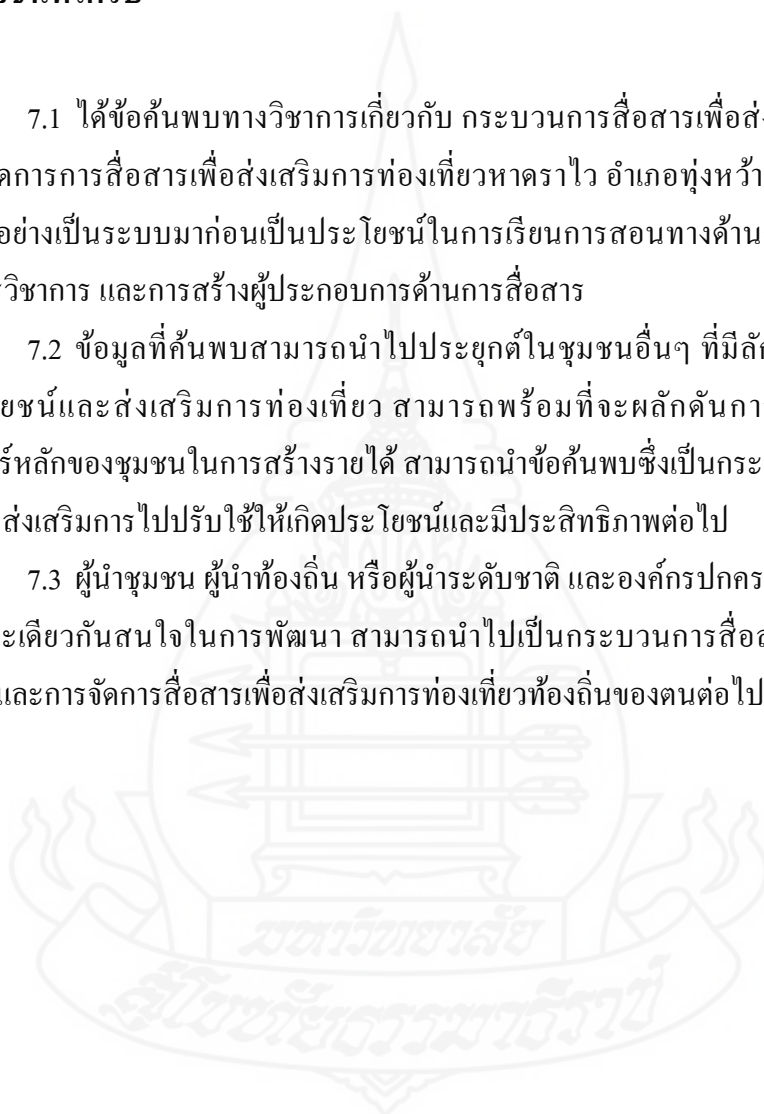 7.1 ได้ข้อค้นพบทางวิชาการเกี่ยวกับ กระบวนการสื่อสารเพื่อส่
ดการการสื่อสารเพื่อส่งเสริมการท่องเที่ยวหาดราไว อำเภอทุ่งหว้า
อย่างเป็นระบบมาก่อนเป็นประโยชน์ในการเรียนการสอนทางด้าน
วิชาการ และการสร้างผู้ประกอบการด้านการสื่อสาร
7.2 ข้อมูลที่ค้นพบสามารถนำไปประยุกต์ในชุมชนอื่นๆ ที่มีลัก
ยชน์และส่งเสริมการท่องเที่ยว สามารถพร้อมที่จะผลักดันกา
ร์หลักของชุมชนในการสร้างรายได้ สามารถนำข้อค้นพบซึ่งเป็นกระ
ส่งเสริมการไปปรับใช้ให้เกิดประโยชน์และมีประสิทธิภาพต่อไป
7.3 ผู้นำชุมชน ผู้นำท้องถิ่น หรือผู้นำระดับชาติ และองค์กรปกคร
ะเดียวกันสนใจในการพัฒนา สามารถนำไปเป็นกระบวนการสื่อส
และการจัดการสื่อสารเพื่อส่งเสริมการท่องเที่ยวท้องถิ่นของตนต่อไป
มหาวิทยาลัย
สุโขทัยธรรมาธิราช